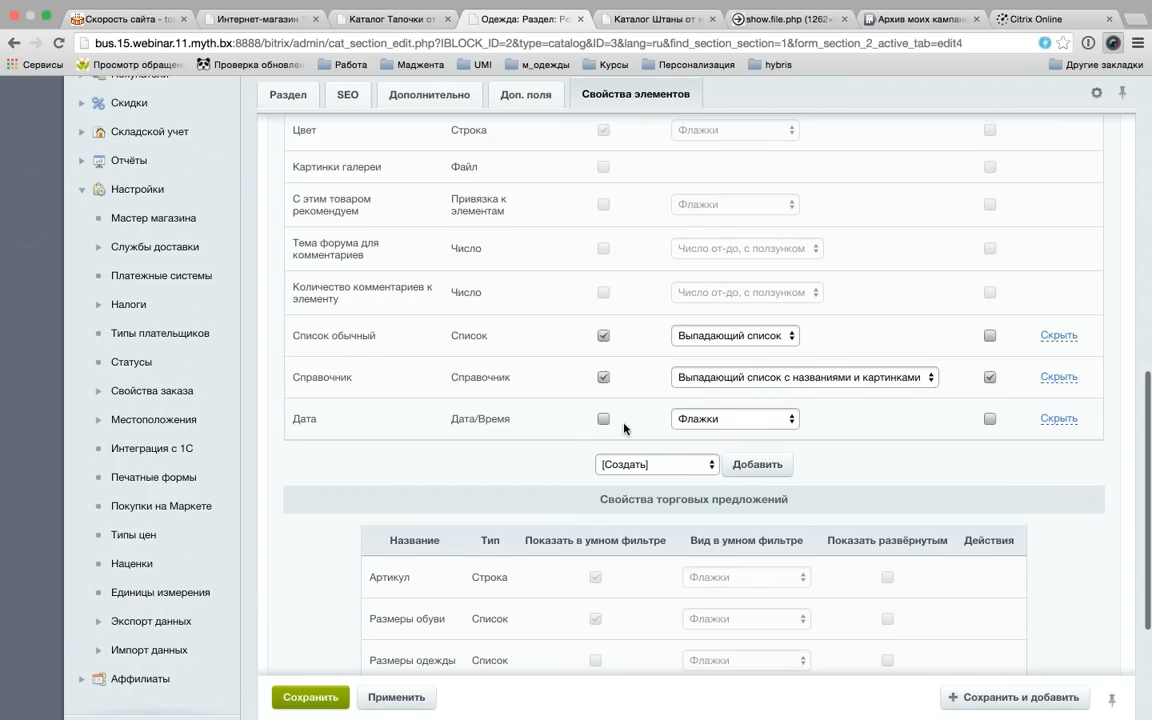 Скорость сайта - то
Интернет-магазин
Каталог Тапочки от
Одежда: Раздел: Ре
Каталог Штаны от м
show.file.php (1262×
Архив моих кампан
Citrix Online
bus.15.webinar.11.myth.bx:8888/bitrix/admin/cat_section_edit.php?IBLOCK_ID=2&type=catalog&ID=3&lang=ru&find_section_section=1&form_section_2_active_tab=edit4
Сервисы
Просмотр обращен
Проверка обновлен
Работа
Маджента
UMI
м_одежды
Курсы
Персонализация
hybris
Другие закладки
Скидки
Складской учет
Отчёты
Настройки
Мастер магазина
Службы доставки
Платежные системы
Налоги
Типы плательщиков
Статусы
Свойства заказа
Местоположения
Интеграция с 1С
Печатные формы
Покупки на Маркете
Типы цен
Наценки
Единицы измерения
Экспорт данных
Импорт данных
Аффилиаты
Раздел SEO Дополнительно Доп. поля Свойства элементов
Цвет Строка Флажки
Картинки галереи Файл
С этим товаром рекомендуем Привязка к элементам Флажки
Тема форума для комментариев Число Число от-до, с ползунком
Количество комментариев к элементу Число Число от-до, с ползунком
Список обычный Список Выпадающий список Скрыть
Справочник Справочник Выпадающий список с названиями и картинками Скрыть
Дата Дата/Время Флажки Скрыть
[Создать] Добавить
Свойства торговых предложений
Название Тип Показать в умном фильтре Вид в умном фильтре Показать развёрнутым Действия
Артикул Строка Флажки
Размеры обуви Список Флажки
Размеры одежды Список Флажки
Сохранить Применить Сохранить и добавить